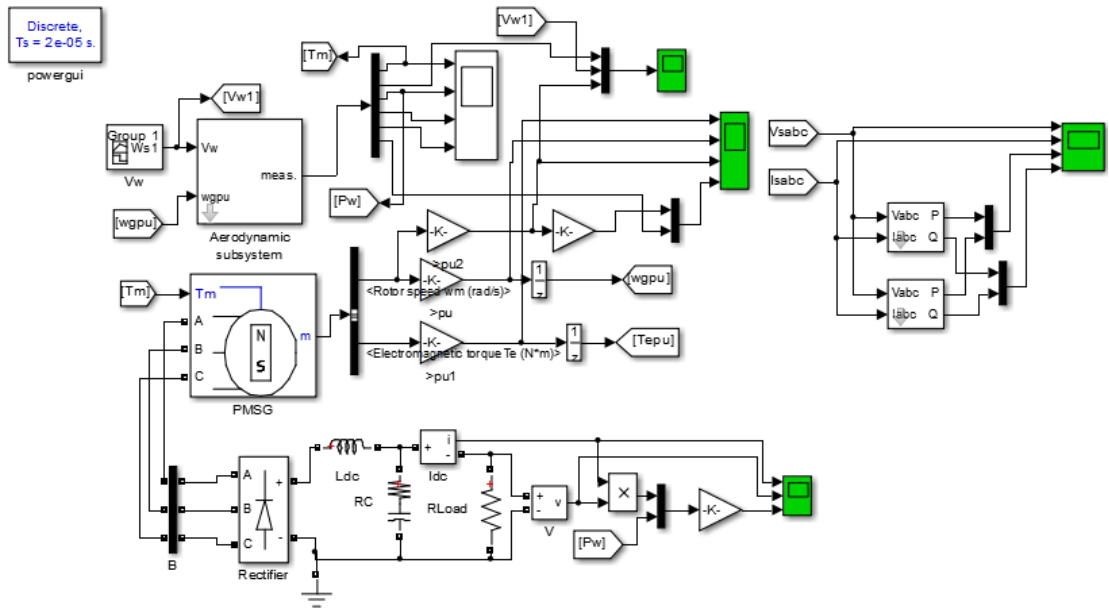 Discrete,
Ts = 2e-05 s.
powergui
[Vw1]
[Tm]
[Vw1]
Group 1
Ws1
Vw
Vw
wgpu
meas.
Aerodynamic
subsystem
[wgpu]
[Pw]
Vsabc
Isabc
Vabc P
Iabc Q
Vabc P
Iabc Q
-K-
>pu2
-K-
-K-
<Rotor speed wm (rad/s)>
>pu
1
z
[wgpu]
-K-
<Electromagnetic torque Te (N*m)>
>pu1
1
z
[Tepu]
[Tm]
Tm
A
B
C
N
S
m
PMSG
Ldc
+ i
-
Idc
RC
RLoad
+
-
v
V
×
[Pw]
-K-
A
B
C
+
-
Rectifier
B